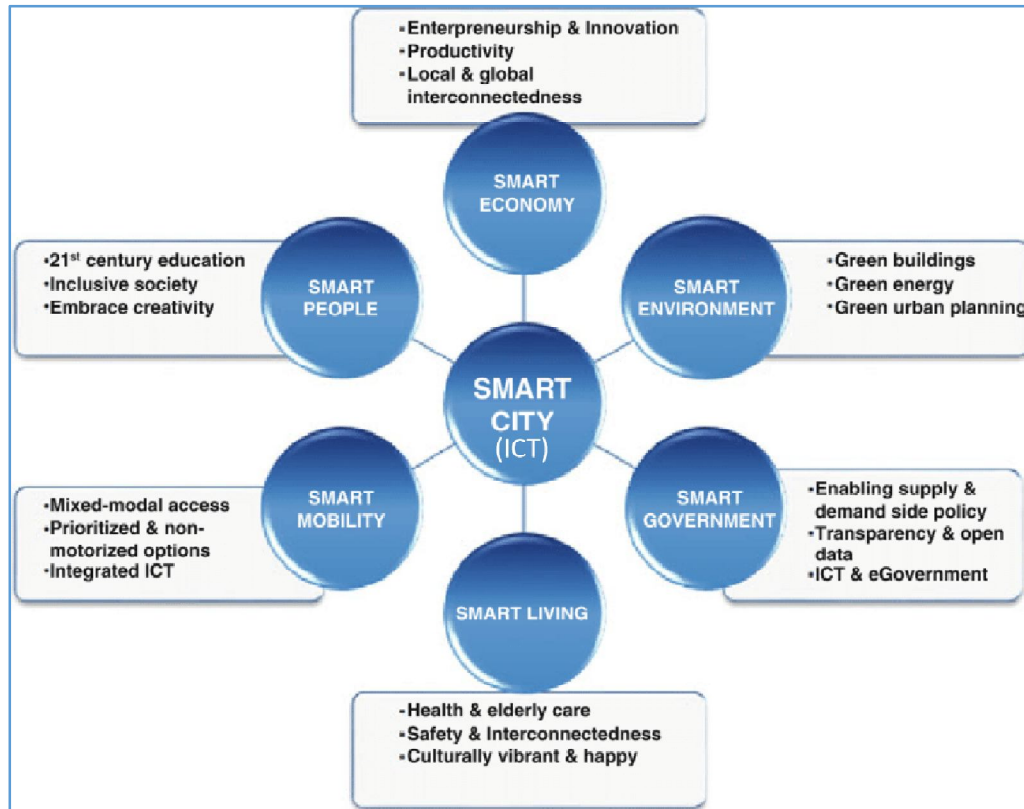 ▪Enterpreneurship & Innovation
▪Productivity
▪Local & global
interconnectedness
SMART
ECONOMY
•21st century education
•Inclusive society
•Embrace creativity
SMART
PEOPLE
SMART
ENVIRONMENT
•Green buildings
•Green energy
•Green urban planning
SMART
CITY
(ICT)
•Mixed-modal access
•Prioritized & non-
motorized options
•Integrated ICT
SMART
MOBILITY
SMART
GOVERNMENT
•Enabling supply &
demand side policy
•Transparency & open
data
•ICT & eGovernment
SMART LIVING
•Health & elderly care
•Safety & Interconnectedness
•Culturally vibrant & happy